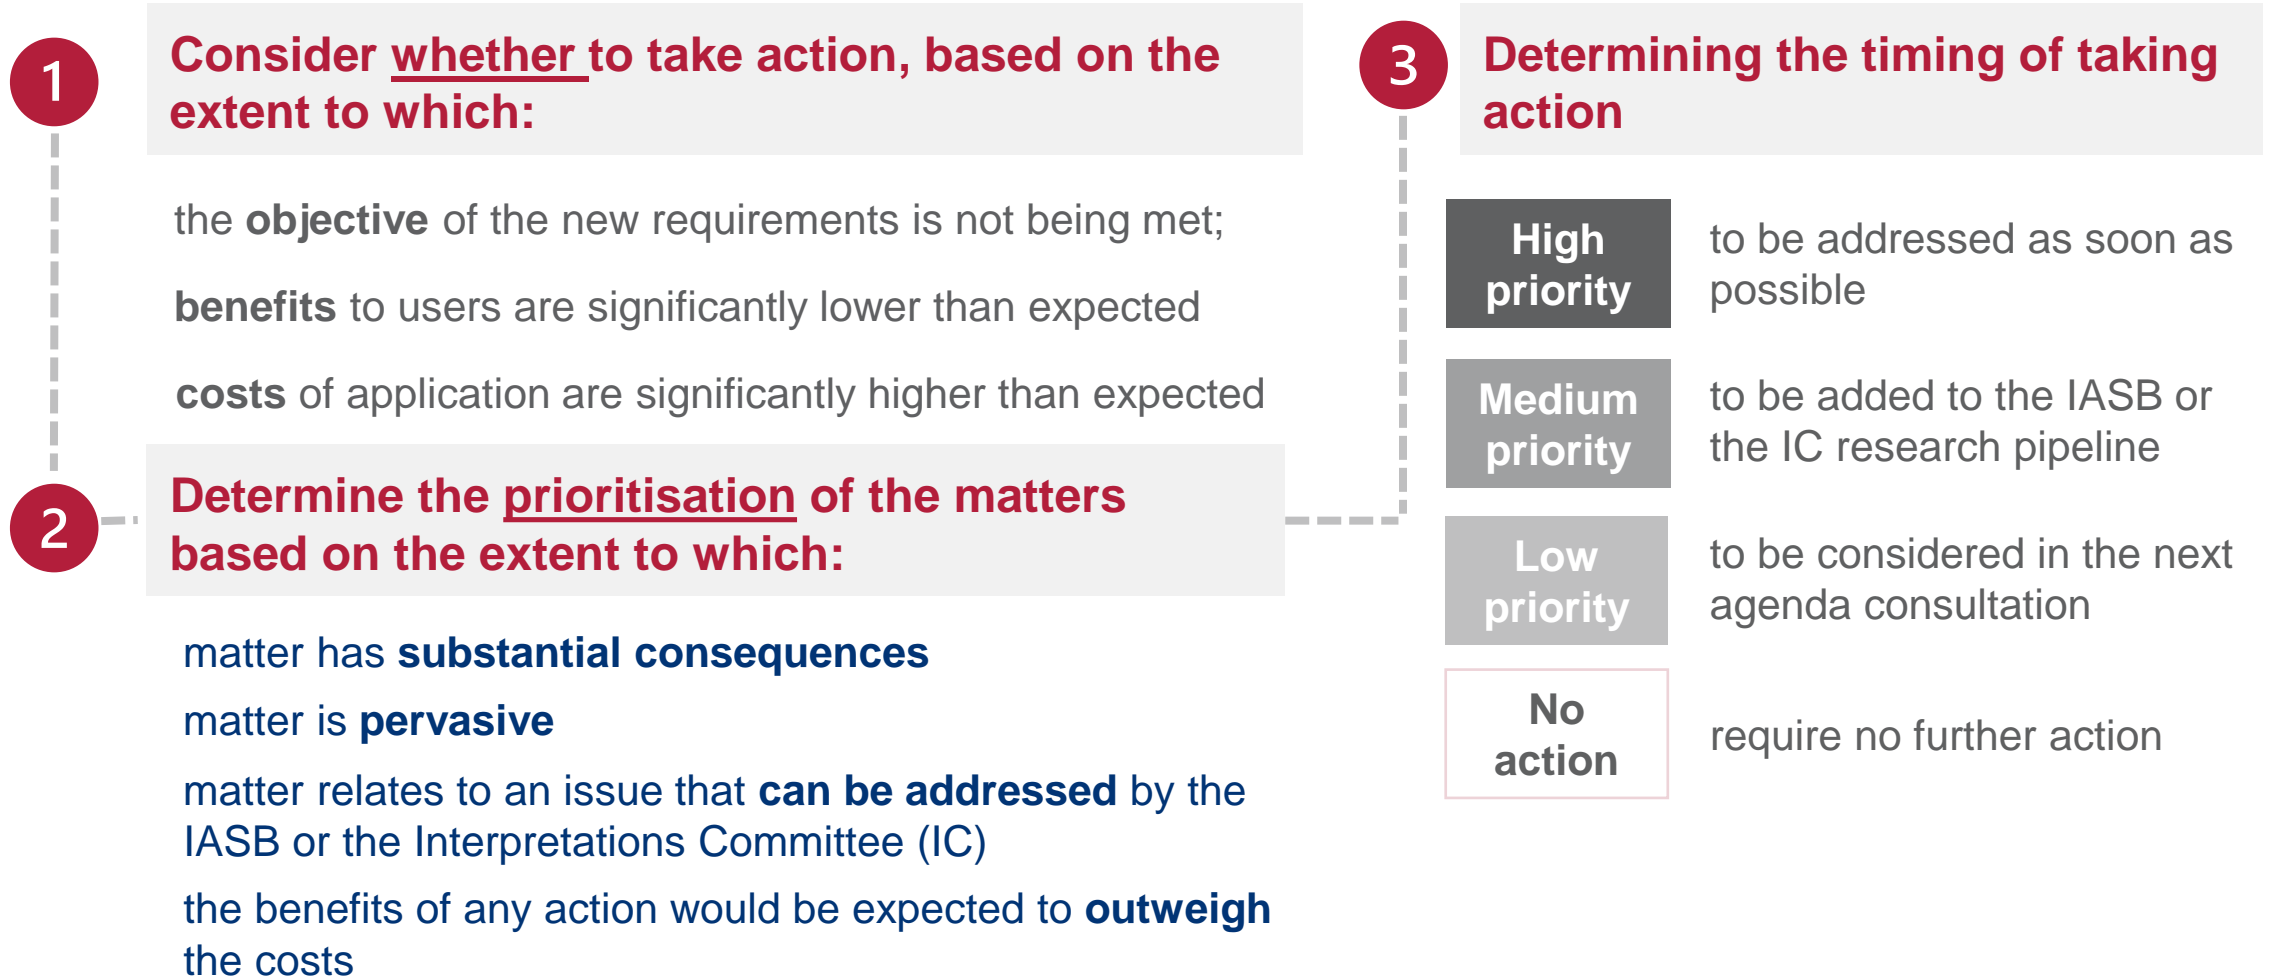 1
Consider whether to take action, based on the
extent to which:
the objective of the new requirements is not being met;
benefits to users are significantly lower than expected
costs of application are significantly higher than expected
2
Determine the prioritisation of the matters
based on the extent to which:
matter has substantial consequences
matter is pervasive
matter relates to an issue that can be addressed by the
IASB or the Interpretations Committee (IC)
the benefits of any action would be expected to outweigh
the costs
3
Determining the timing of taking
action
High
priority
to be addressed as soon as
possible
Medium
priority
to be added to the IASB or
the IC research pipeline
Low
priority
to be considered in the next
agenda consultation
No
action
require no further action